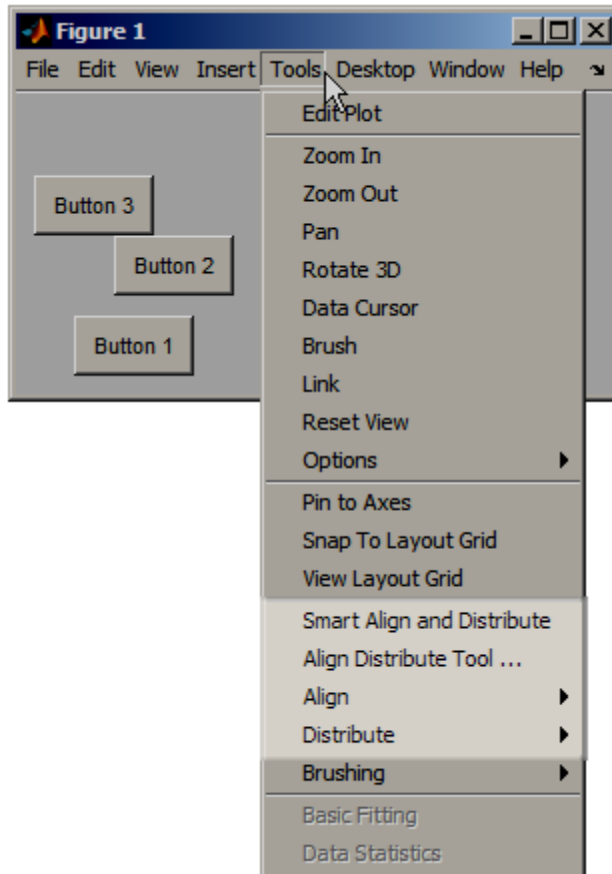 Figure 1
File Edit View Insert Tools Desktop Window Help
Button 3
Button 2
Button 1
Edit Plot
Zoom In
Zoom Out
Pan
Rotate 3D
Data Cursor
Brush
Link
Reset View
Options
Pin to Axes
Snap To Layout Grid
View Layout Grid
Smart Align and Distribute
Align Distribute Tool ...
Align
Distribute
Brushing
Basic Fitting
Data Statistics